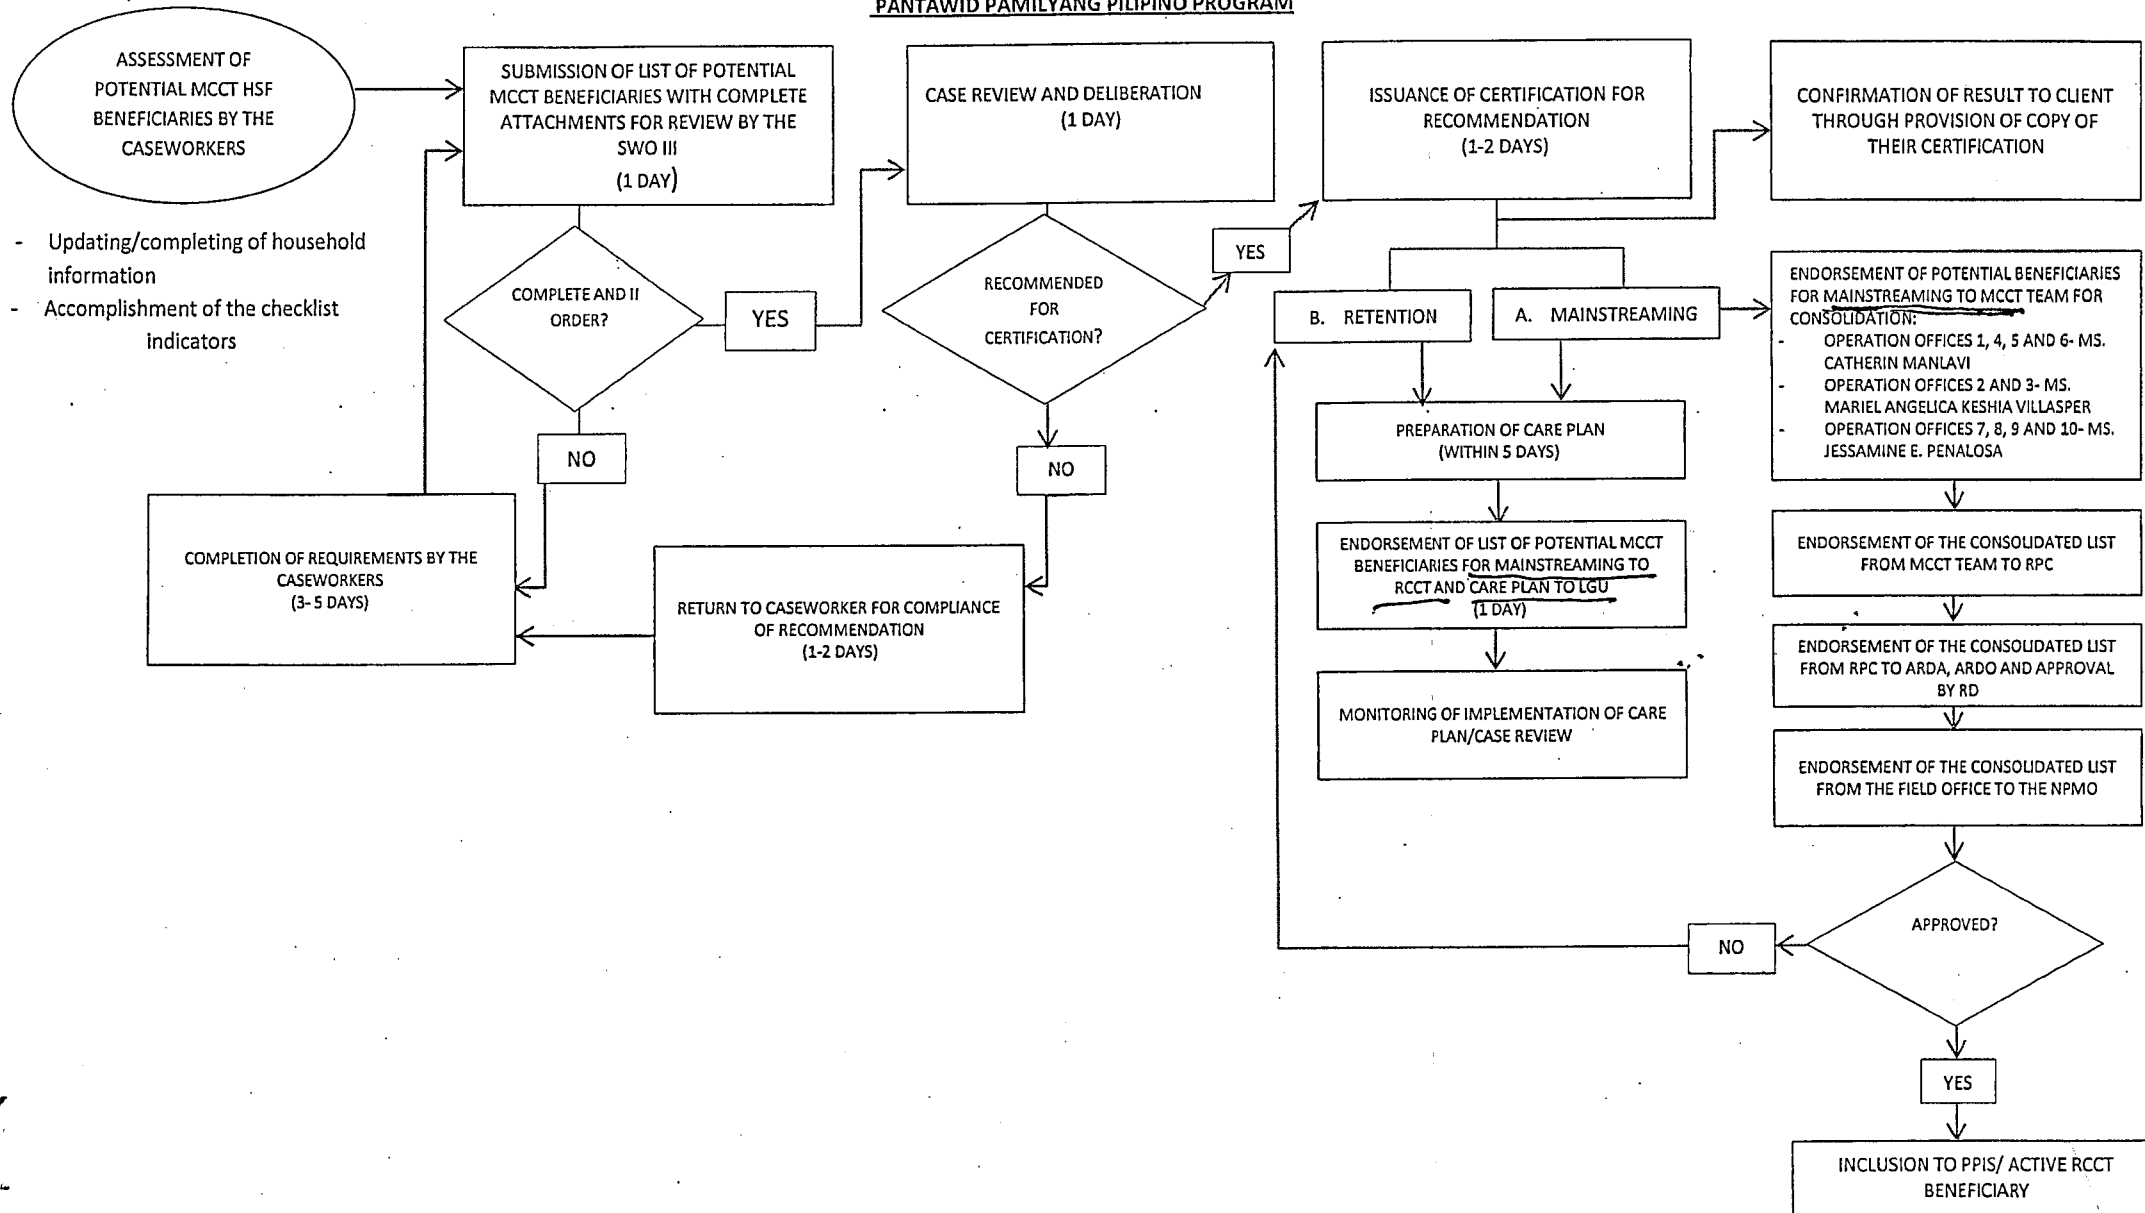 PANTAWID PAMILYANG PILIPINO PROGRAM
ASSESSMENT OF
POTENTIAL MCCT HSF
BENEFICIARIES BY THE
CASEWORKERS
- Updating/completing of household
information
- Accomplishment of the checklist
indicators
SUBMISSION OF LIST OF POTENTIAL
MCCT BENEFICIARIES WITH COMPLETE
ATTACHMENTS FOR REVIEW BY THE
SWO III
(1 DAY)
COMPLETE AND II
ORDER?
YES
NO
COMPLETION OF REQUIREMENTS BY THE
CASEWORKERS
(3- 5 DAYS)
CASE REVIEW AND DELIBERATION
(1 DAY)
RECOMMENDED
FOR
CERTIFICATION?
YES
NO
RETURN TO CASEWORKER FOR COMPLIANCE
OF RECOMMENDATION
(1-2 DAYS)
ISSUANCE OF CERTIFICATION FOR
RECOMMENDATION
(1-2 DAYS)
CONFIRMATION OF RESULT TO CLIENT
THROUGH PROVISION OF COPY OF
THEIR CERTIFICATION
B. RETENTION
A. MAINSTREAMING
PREPARATION OF CARE PLAN
(WITHIN 5 DAYS)
ENDORSEMENT OF LIST OF POTENTIAL MCCT
BENEFICIARIES FOR MAINSTREAMING TO
RCCT AND CARE PLAN TO LGU
(1 DAY)
MONITORING OF IMPLEMENTATION OF CARE
PLAN/CASE REVIEW
ENDORSEMENT OF POTENTIAL BENEFICIARIES
FOR MAINSTREAMING TO MCCT TEAM FOR
CONSOLIDATION:
- OPERATION OFFICES 1, 4, 5 AND 6- MS.
CATHERIN MANLAVI
- OPERATION OFFICES 2 AND 3- MS.
MARIEL ANGELICA KESHIA VILLASPER
- OPERATION OFFICES 7, 8, 9 AND 10- MS.
JESSAMINE E. PENALOSA
ENDORSEMENT OF THE CONSOLIDATED LIST
FROM MCCT TEAM TO RPC
ENDORSEMENT OF THE CONSOLIDATED LIST
FROM RPC TO ARDA, ARDO AND APPROVAL
BY RD
ENDORSEMENT OF THE CONSOLIDATED LIST
FROM THE FIELD OFFICE TO THE NPMO
APPROVED?
NO
YES
INCLUSION TO PPIS/ ACTIVE RCCT
BENEFICIARY